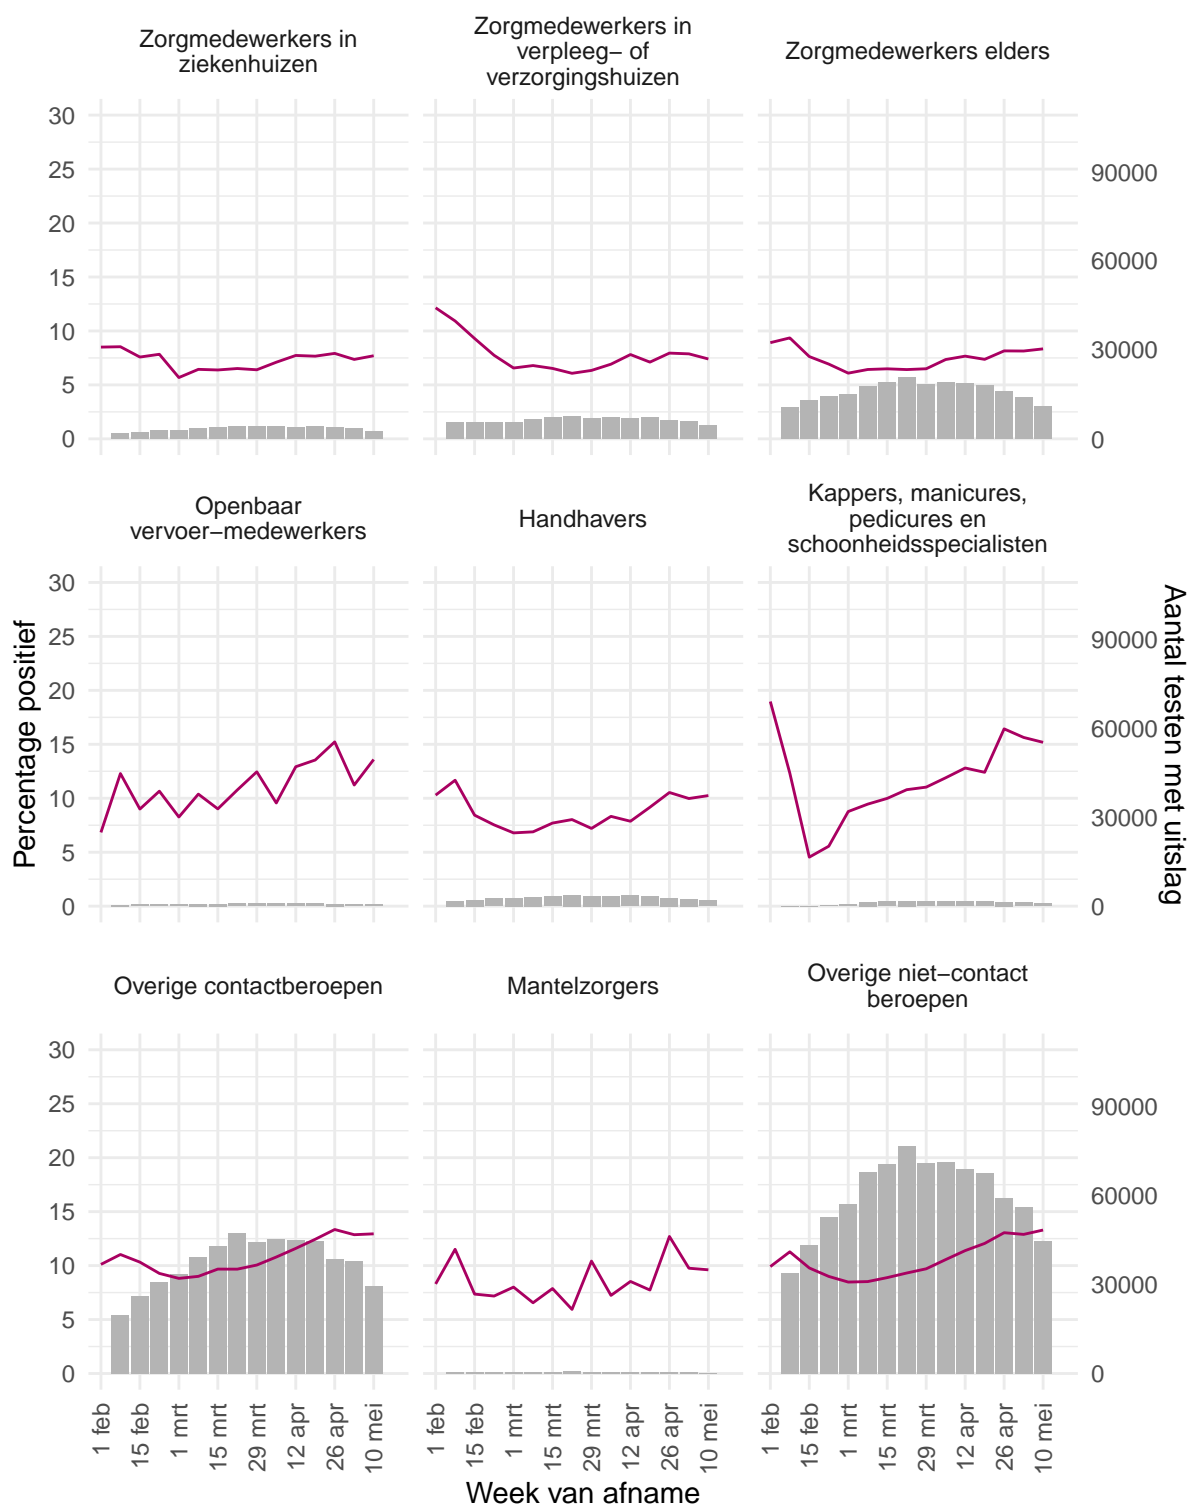 Zorgmedewerkers in
ziekenhuizen
Zorgmedewerkers in
verpleeg– of
verzorgingshuizen
Zorgmedewerkers elders
30
25
20
15
10
5
0
90000
60000
30000
0
Openbaar
vervoer–medewerkers
Handhavers
Kappers, manicures,
pedicures en
schoonheidsspecialisten
30
25
20
15
10
5
0
90000
60000
30000
0
Percentage positief
Aantal testen met uitslag
Overige contactberoepen
Mantelzorgers
Overige niet–contact
beroepen
30
25
20
15
10
5
0
90000
60000
30000
0
1 feb
15 feb
1 mrt
15 mrt
29 mrt
12 apr
26 apr
10 mei
1 feb
15 feb
1 mrt
15 mrt
29 mrt
12 apr
26 apr
10 mei
1 feb
15 feb
1 mrt
15 mrt
29 mrt
12 apr
26 apr
10 mei
Week van afname